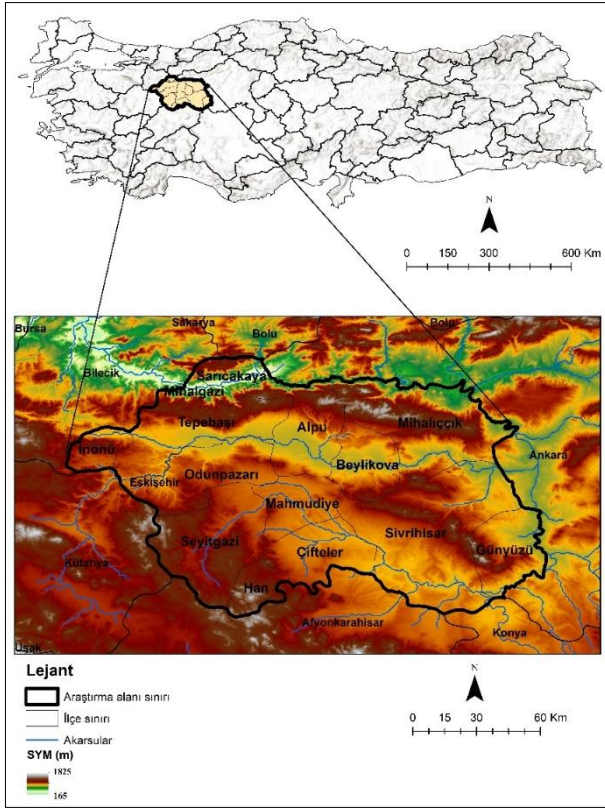 N
0 150 300 600 Km
Bursa
Sakarya
Bolu
Bolu
Bilecik
Sarıcakaya
Mihalgazi
Tepebaşı
Alpu
Mihalıççık
İnönü
Ankara
Eskişehir
Odunpazarı
Beylikova
Mahmudiye
Seyitgazi
Sivrihisar
Çifteler
Günyüzü
Kütahya
Han
Afyonkarahisar
Konya
Uşak
Lejant
Araştırma alanı sınırı
İlçe sınırı
Akarsular
SYM (m)
1825
165
N
0 15 30 60 Km